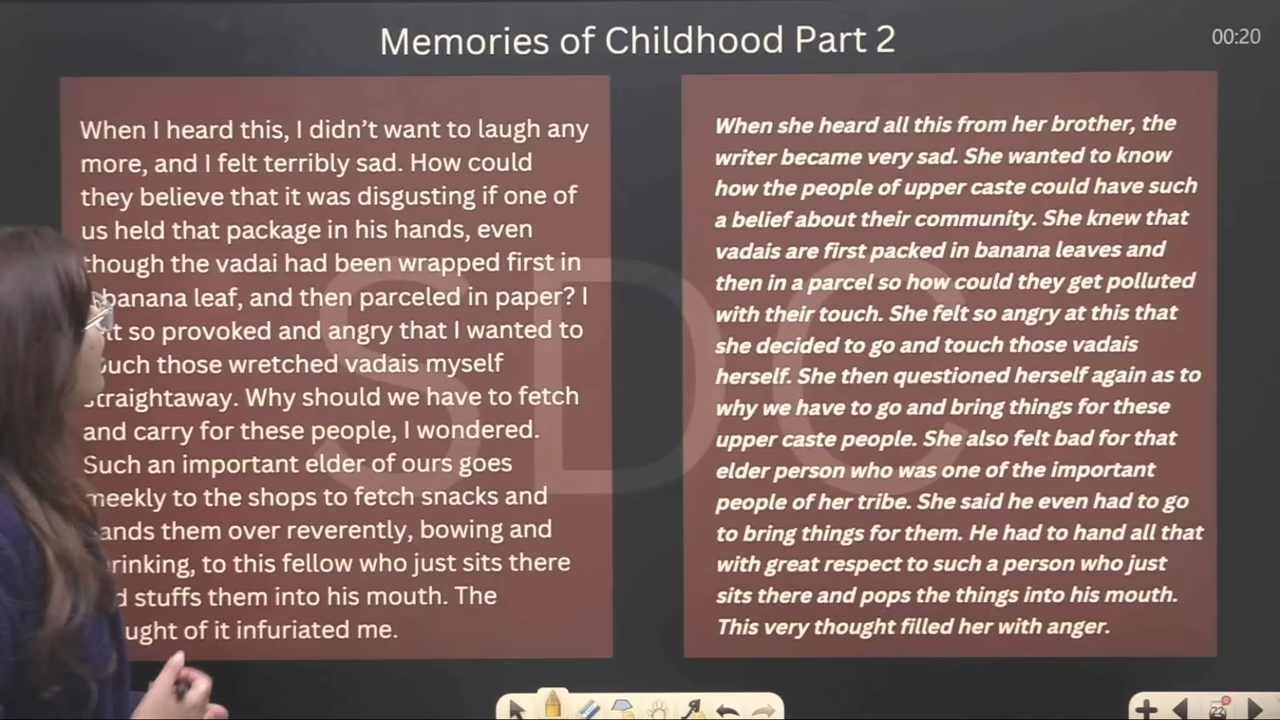 Memories of Childhood Part 2
00:20
When I heard this, I didn't want to laugh any
more, and I felt terribly sad. How could
they believe that it was disgusting if one of
us held that package in his hands, even
though the vadai had been wrapped first in
banana leaf, and then parceled in paper? I
so provoked and angry that I wanted to
those wretched vadais myself
straightaway. Why should we have to fetch
and carry for these people, I wondered.
Such an important elder of ours goes
meekly to the shops to fetch snacks and
them over reverently, bowing and
to this fellow who just sits there
stuffs them into his mouth. The
of it infuriated me.
When she heard all this from her brother, the
writer became very sad. She wanted to know
how the people of upper caste could have such
a belief about their community. She knew that
vadais are first packed in banana leaves and
then in a parcel so how could they get polluted
with their touch. She felt so angry at this that
she decided to go and touch those vadais
herself. She then questioned herself again as to
why we have to go and bring things for these
upper caste people. She also felt bad for that
elder person who was one of the important
people of her tribe. She said he even had to go
to bring things for them. He had to hand all that
with great respect to such a person who just
sits there and pops the things into his mouth.
This very thought filled her with anger.
SDC
22